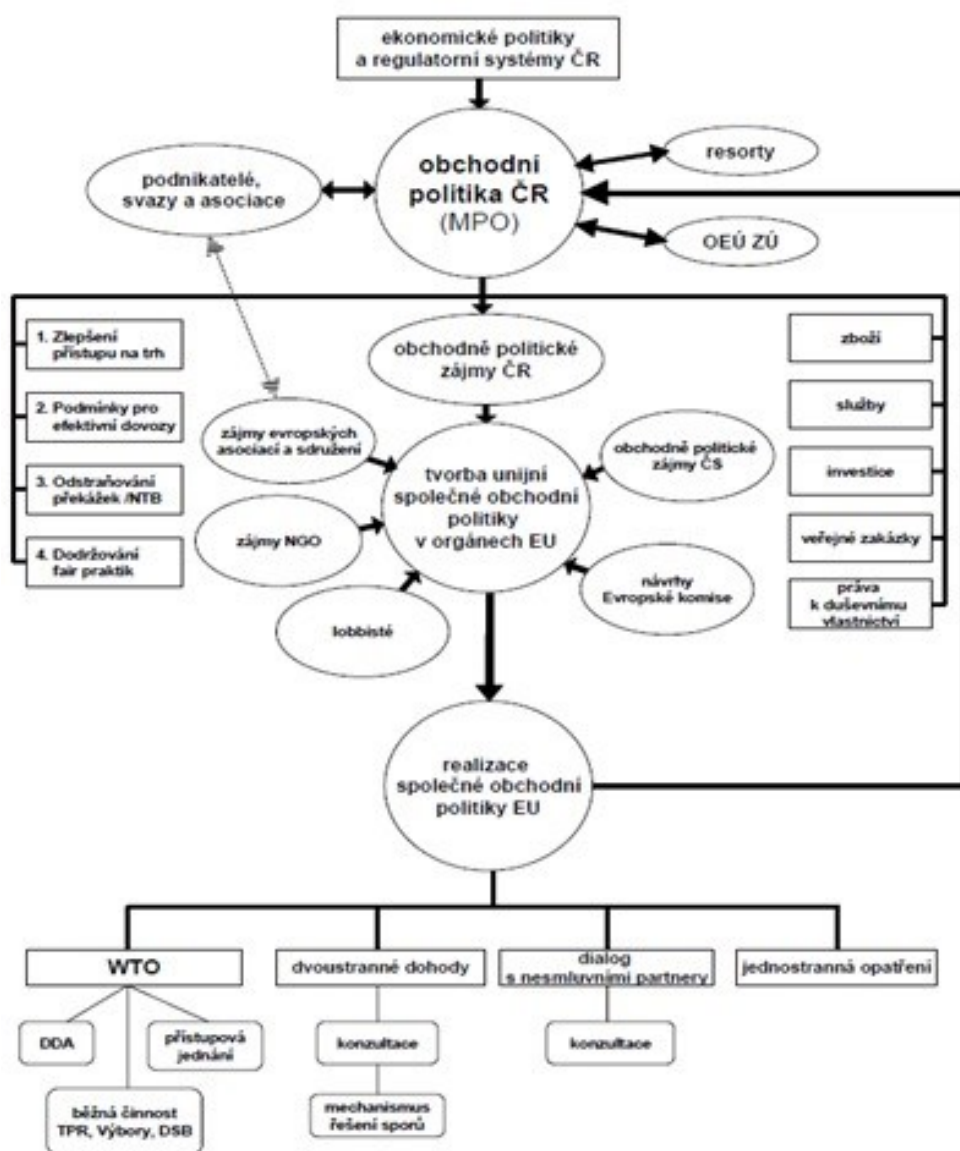 ekonomické politiky
a regulatorní systémy ČR
obchodní
politika ČR
(MPO)
resorty
podnikatelé,
svazy a asociace
OEÚ ZÚ
1. Zlepšení
přístupu na trh
2. Podmínky pro
efektivní dovozy
3. Odstraňování
překážek /NTB
4. Dodržování
fair praktik
obchodně politické
zájmy ČR
zboží
služby
investice
veřejné zakázky
práva
k duševnímu
vlastnictví
zájmy evropských
asociací a sdružení
obchodně politické
zájmy ČS
tvorba unijní
společné obchodní
politiky
v orgánech EU
zájmy NGO
lobbisté
návrhy
Evropské komise
realizace
společné obchodní
politiky EU
WTO
dvoustranné dohody
dialog
s nesmluvními partnery
jednostranná opatření
DDA
přístupová
jednání
běžná činnost
TPR, Výbory, DSB
konzultace
mechanismus
řešení sporů
konzultace